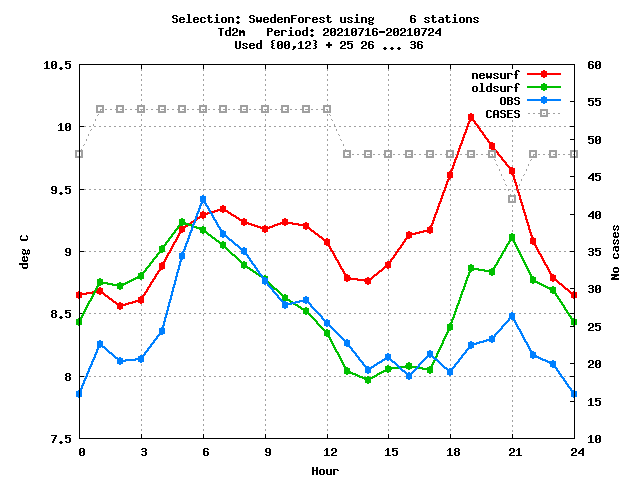 Selection: SwedenForest using     6 stations
Td2m   Period: 20210716-20210724
Used {00,12} + 25 26 ... 36
newsurf
oldsurf
OBS
CASES
10.5
10
9.5
9
8.5
8
7.5
deg C
60
55
50
45
40
35
30
25
20
15
10
No cases
0 3 6 9 12 15 18 21 24
Hour